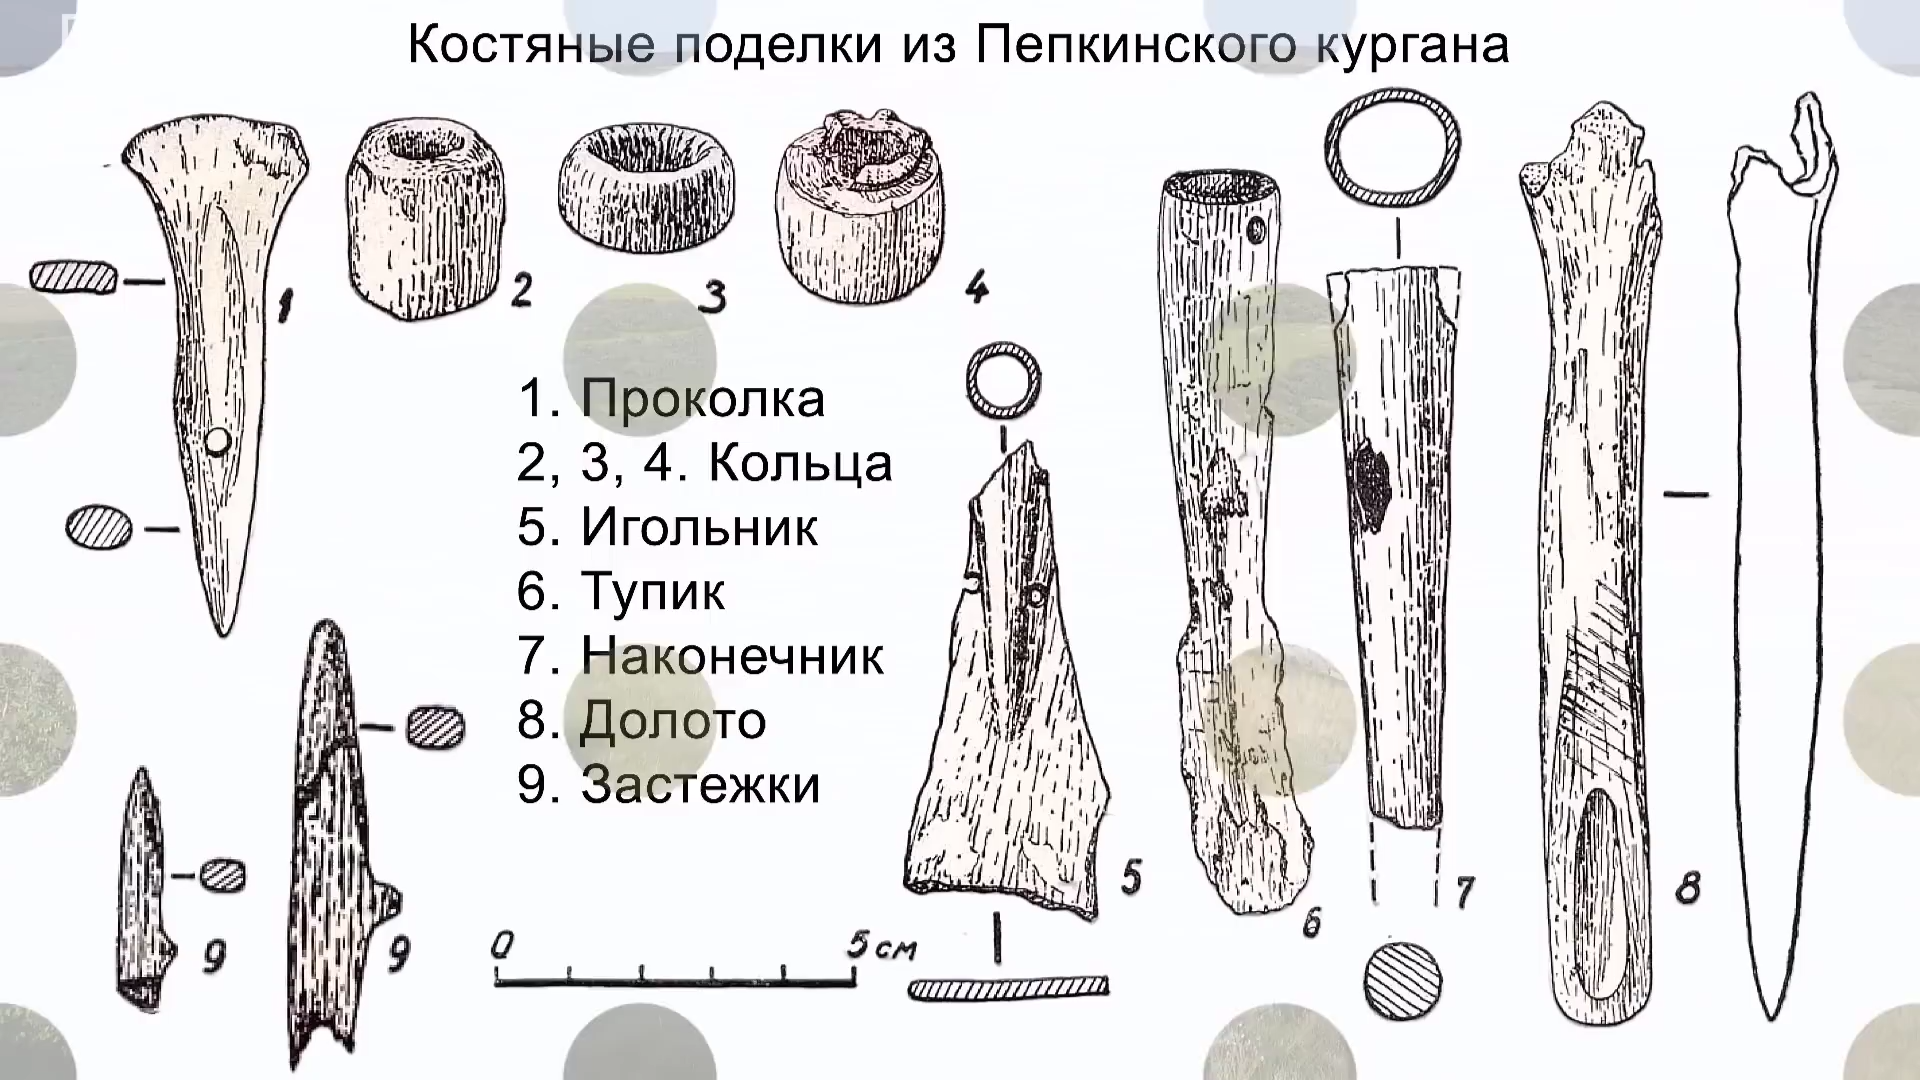 Костяные поделки из Пепкинского кургана
1
2
3
4
1. Проколка
2, 3, 4. Кольца
5. Игольник
6. Тупик
7. Наконечник
8. Долото
9. Застежки
5
6
7
8
9
9
0 5 см